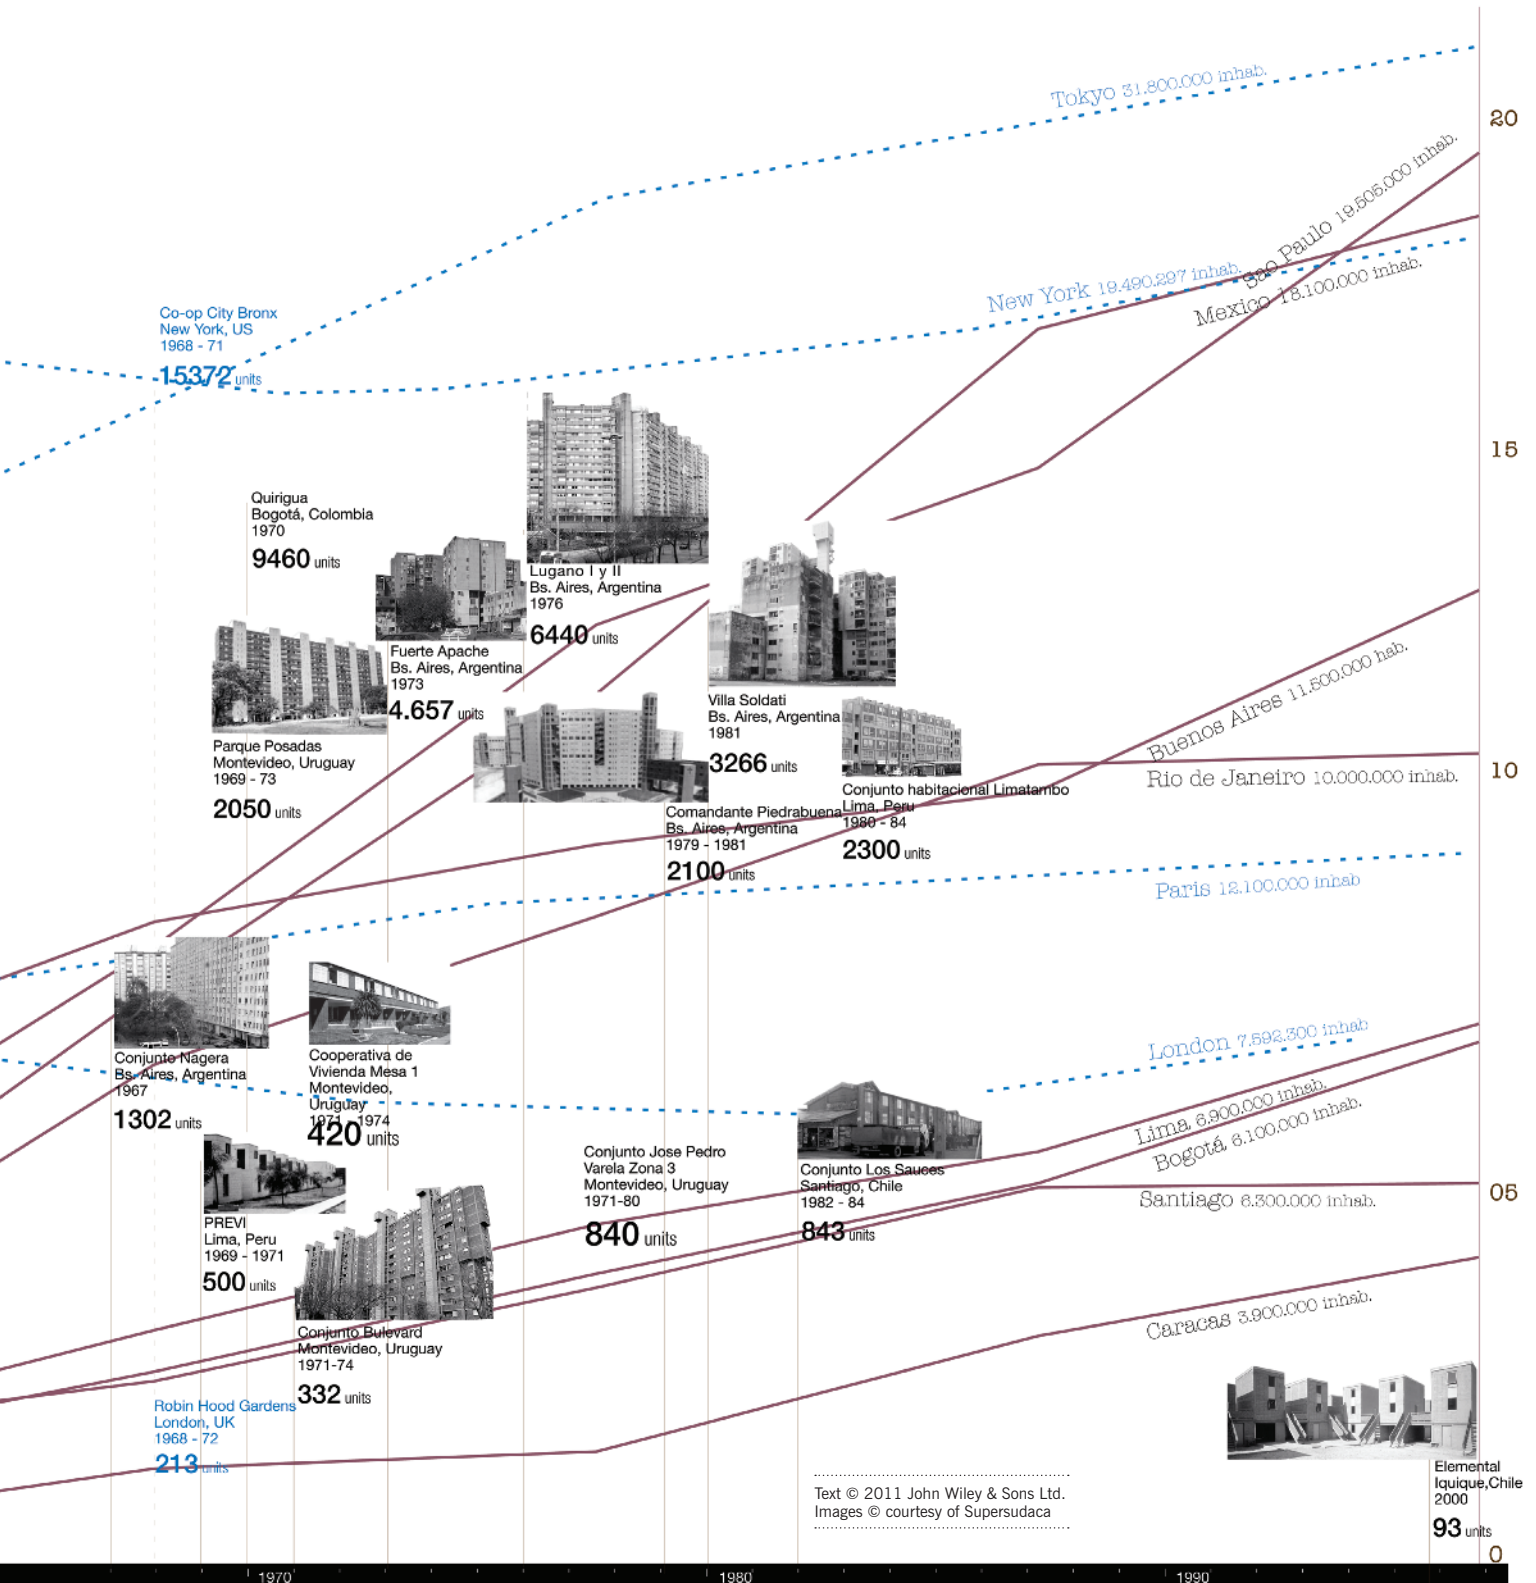 Tokyo 31.800.000 inhab.
20
Sao Paulo 19.505.000 inhab.
New York 19.490.297 inhab.
Mexico 18.100.000 inhab.
Co-op City Bronx
New York, US
1968 - 71
15372 units
15
Quirigua
Bogotá, Colombia
1970
9460 units
Lugano I y II
Bs. Aires, Argentina
1976
6440 units
Fuerte Apache
Bs. Aires, Argentina
1973
4.657 units
Parque Posadas
Montevideo, Uruguay
1969 - 73
2050 units
Villa Soldati
Bs. Aires, Argentina
1981
3266 units
Buenos Aires 11.500.000 hab.
10
Rio de Janeiro 10.000.000 inhab.
Conjunto habitacional Limatambo
Lima, Peru
1980 - 84
2300 units
Comandante Piedrabuena
Bs. Aires, Argentina
1979 - 1981
2100 units
Paris 12.100.000 inhab
London 7.592.300 inhab
Conjunto Nagera
Bs. Aires, Argentina
1967
1302 units
Cooperativa de
Vivienda Mesa 1
Montevideo,
Uruguay
1971 - 1974
420 units
Lima 6.900.000 inhab.
Bogotá 6.100.000 inhab.
Conjunto Jose Pedro
Varela Zona 3
Montevideo, Uruguay
1971-80
840 units
Conjunto Los Sauces
Santiago, Chile
1982 - 84
843 units
Santiago 6.300.000 inhab.
05
PREVI
Lima, Peru
1969 - 1971
500 units
Conjunto Bulevard
Montevideo, Uruguay
1971-74
332 units
Caracas 3.900.000 inhab.
Robin Hood Gardens
London, UK
1968 - 72
213 units
Elemental
Iquique,Chile
2000
93 units
Text © 2011 John Wiley & Sons Ltd.
Images © courtesy of Supersudaca
0
1970
1980
1990